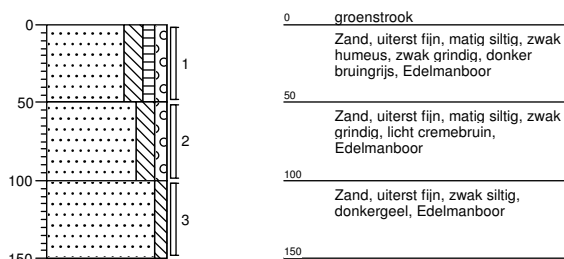 0
50
100
150
1
2
3
0 groenstrook
Zand, uiterst fijn, matig siltig, zwak
humeus, zwak grindig, donker
bruingrijs, Edelmanboor
50
Zand, uiterst fijn, matig siltig, zwak
grindig, licht cremebruin,
Edelmanboor
100
Zand, uiterst fijn, zwak siltig,
donkergeel, Edelmanboor
150